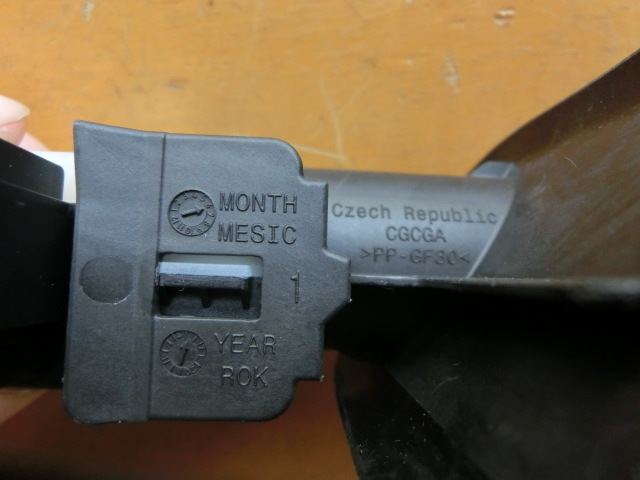 MONTH
MESIC
1
YEAR
ROK
Czech Republic
CGCGA
>PP-GF30<